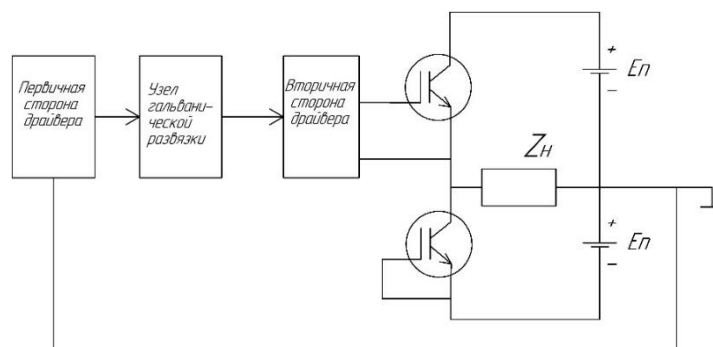 Первичная
сторона
драйвера
Узел
гальвани-
ческой
развязки
Вторичная
сторона
драйвера
+
Eп
–
Zн
+
Eп
–